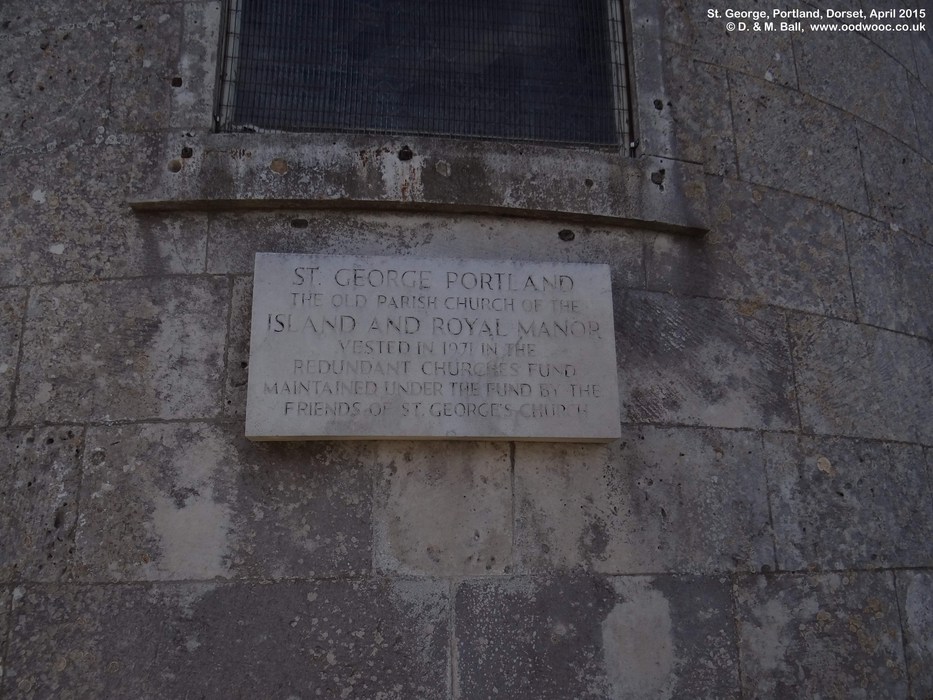 St. George, Portland, Dorset, April 2015
© D. & M. Ball, www.oodwooc.co.uk
ST. GEORGE PORTLAND
THE OLD PARISH CHURCH OF THE
ISLAND AND ROYAL MANOR
VESTED IN 1971 IN THE
REDUNDANT CHURCHES FUND
MAINTAINED UNDER THE FUND BY THE
FRIENDS OF ST. GEORGE'S CHURCH